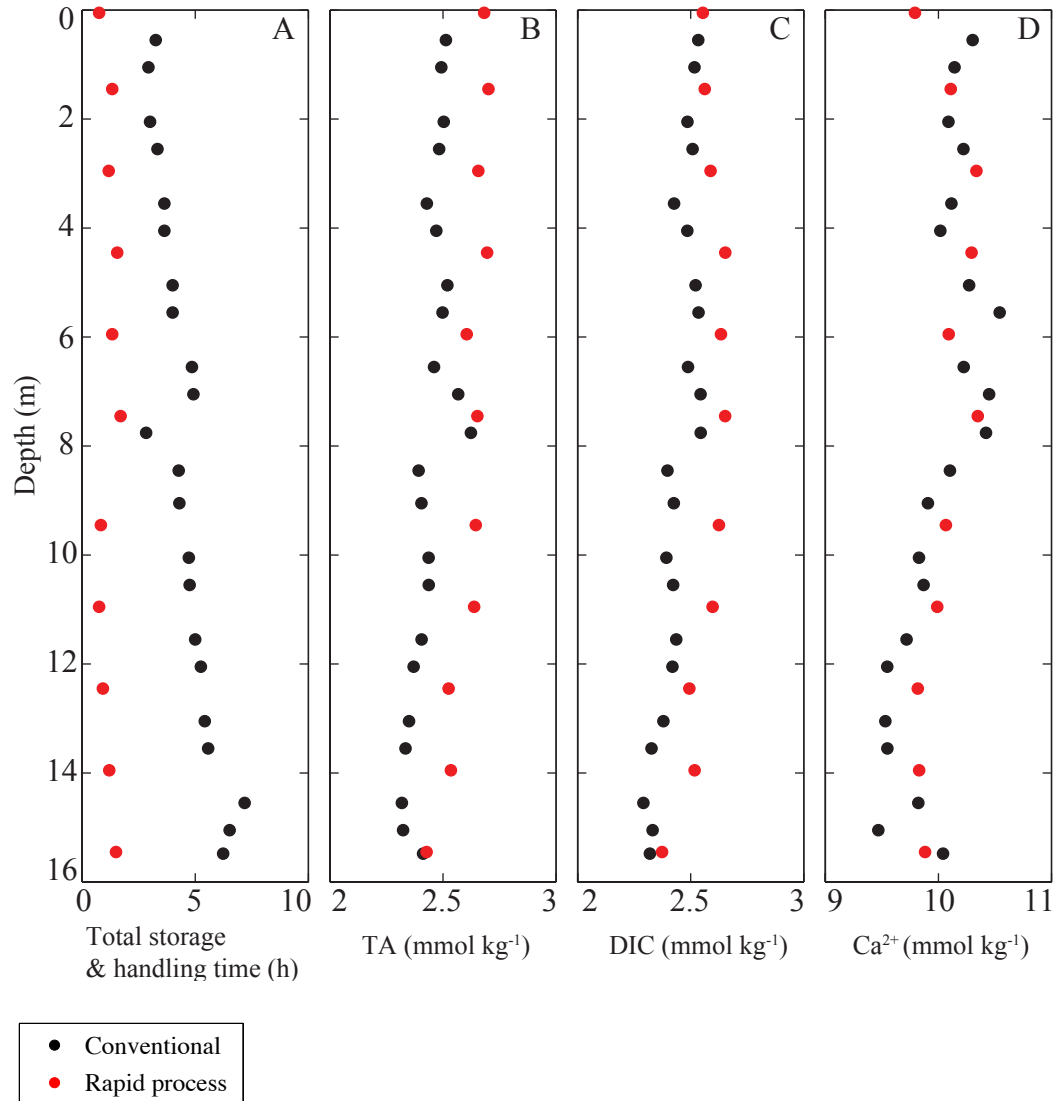 A
B
C
D
0
2
4
6
8
10
12
14
16
Depth (m)
0 5 10
2 2.5 3
2 2.5 3
9 10 11
Total storage
& handling time (h)
TA (mmol kg⁻¹)
DIC (mmol kg⁻¹)
Ca²⁺ (mmol kg⁻¹)
Conventional
Rapid process